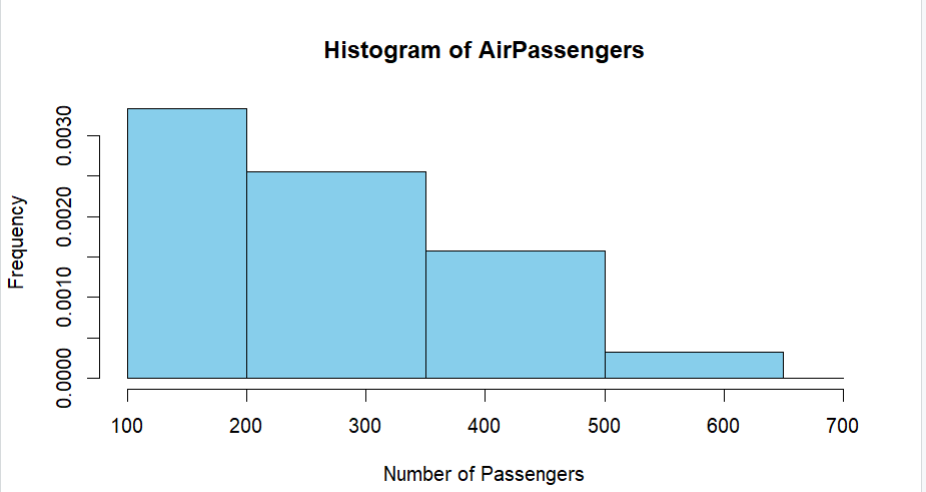 Histogram of AirPassengers
Frequency
0.0030
0.0020
0.0010
0.0000
100 200 300 400 500 600 700
Number of Passengers